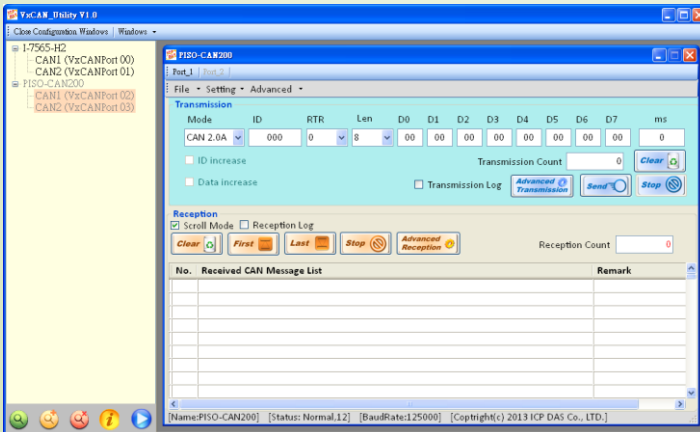 VxCAN_Utility V1.0
Close Configuration Windows Windows
I-7565-H2
CAN1 (VxCANPort 00)
CAN2 (VxCANPort 01)
PISO-CAN200
CAN1 (VxCANPort 02)
CAN2 (VxCANPort 03)
PISO-CAN200
Port_1 Port_2
File Setting Advanced
Transmission
Mode ID RTR Len D0 D1 D2 D3 D4 D5 D6 D7 ms
CAN 2.0A 000 0 8 00 00 00 00 00 00 00 00 0
ID increase Transmission Count 0 Clear
Data increase Transmission Log Advanced Transmission Send Stop
Reception
Scroll Mode Reception Log
Clear First Last Stop Advanced Reception Reception Count 0
No. Received CAN Message List Remark
[Name:PISO-CAN200] [Status: Normal,12] [BaudRate:125000] [Coptright(c) 2013 ICP DAS Co., LTD.]